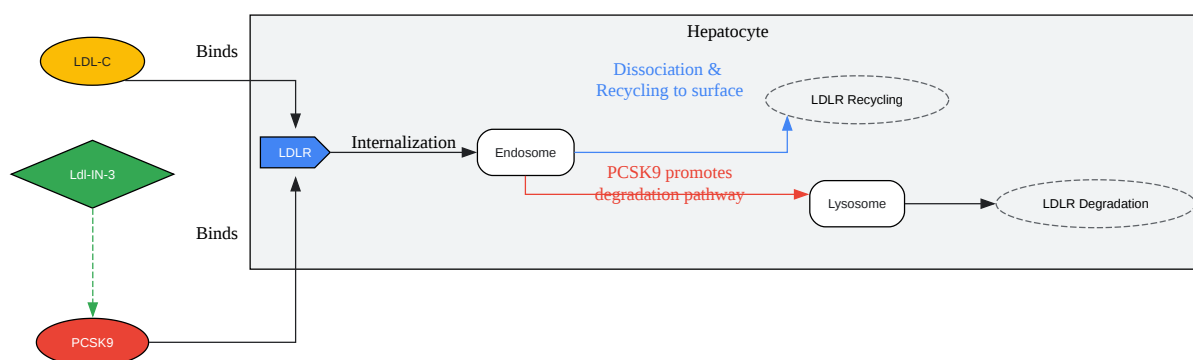 Hepatocyte
LDL-C
Binds
Dissociation &
Recycling to surface
LDLR Recycling
LDLR
Internalization
Endosome
Ldl-IN-3
PCSK9 promotes
degradation pathway
Lysosome
LDLR Degradation
Binds
PCSK9